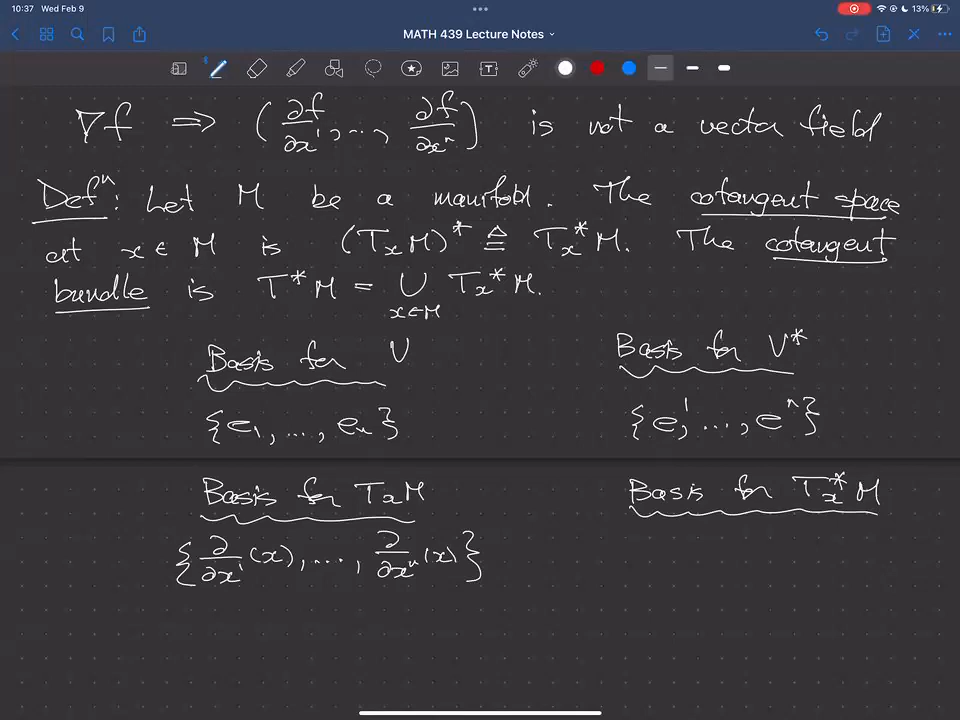 10:37 Wed Feb 9
13%
MATH 439 Lecture Notes
∇f ⟹ (∂f/∂x¹, ..., ∂f/∂xⁿ) is not a vector field
Defⁿ: Let M be a manifold. The cotangent space
at x ∈ M is (TₓM)* ≜ Tₓ*M. The cotangent
bundle is T*M = ∪_{x∈M} Tₓ*M.
Basis for V
Basis for V*
{e₁, ..., eₙ}
{e¹, ..., eⁿ}
Basis for TₓM
Basis for Tₓ*M
{∂/∂x¹(x), ..., ∂/∂xⁿ(x)}